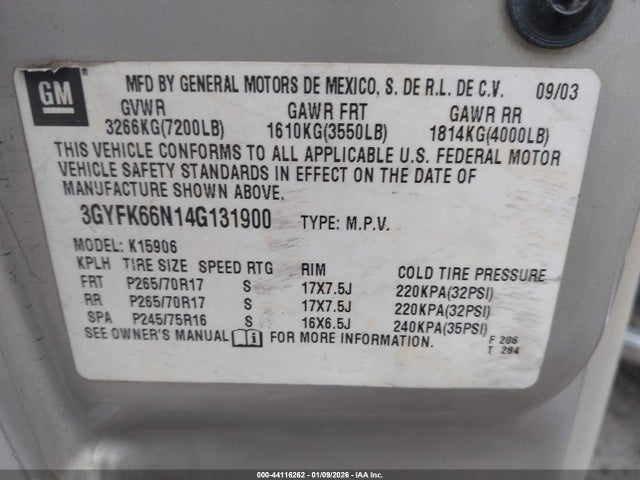 GM
MFD BY GENERAL MOTORS DE MEXICO, S. DE R.L. DE C.V. 09/03
GVWR GAWR FRT GAWR RR
3266KG(7200LB) 1610KG(3550LB) 1814KG(4000LB)
THIS VEHICLE CONFORMS TO ALL APPLICABLE U.S. FEDERAL MOTOR
VEHICLE SAFETY STANDARDS IN EFFECT ON THE DATE OF
MANUFACTURE SHOWN ABOVE.
3GYFK66N14G131900 TYPE: M.P.V.
MODEL: K15906
KPLH TIRE SIZE SPEED RTG RIM COLD TIRE PRESSURE
FRT P265/70R17 S 17X7.5J 220KPA(32PSI)
RR P265/70R17 S 17X7.5J 220KPA(32PSI)
SPA P245/75R16 S 16X6.5J 240KPA(35PSI)
SEE OWNER'S MANUAL i FOR MORE INFORMATION.
F 206
T 284
000-44116262 - 01/09/2026 - IAA Inc.